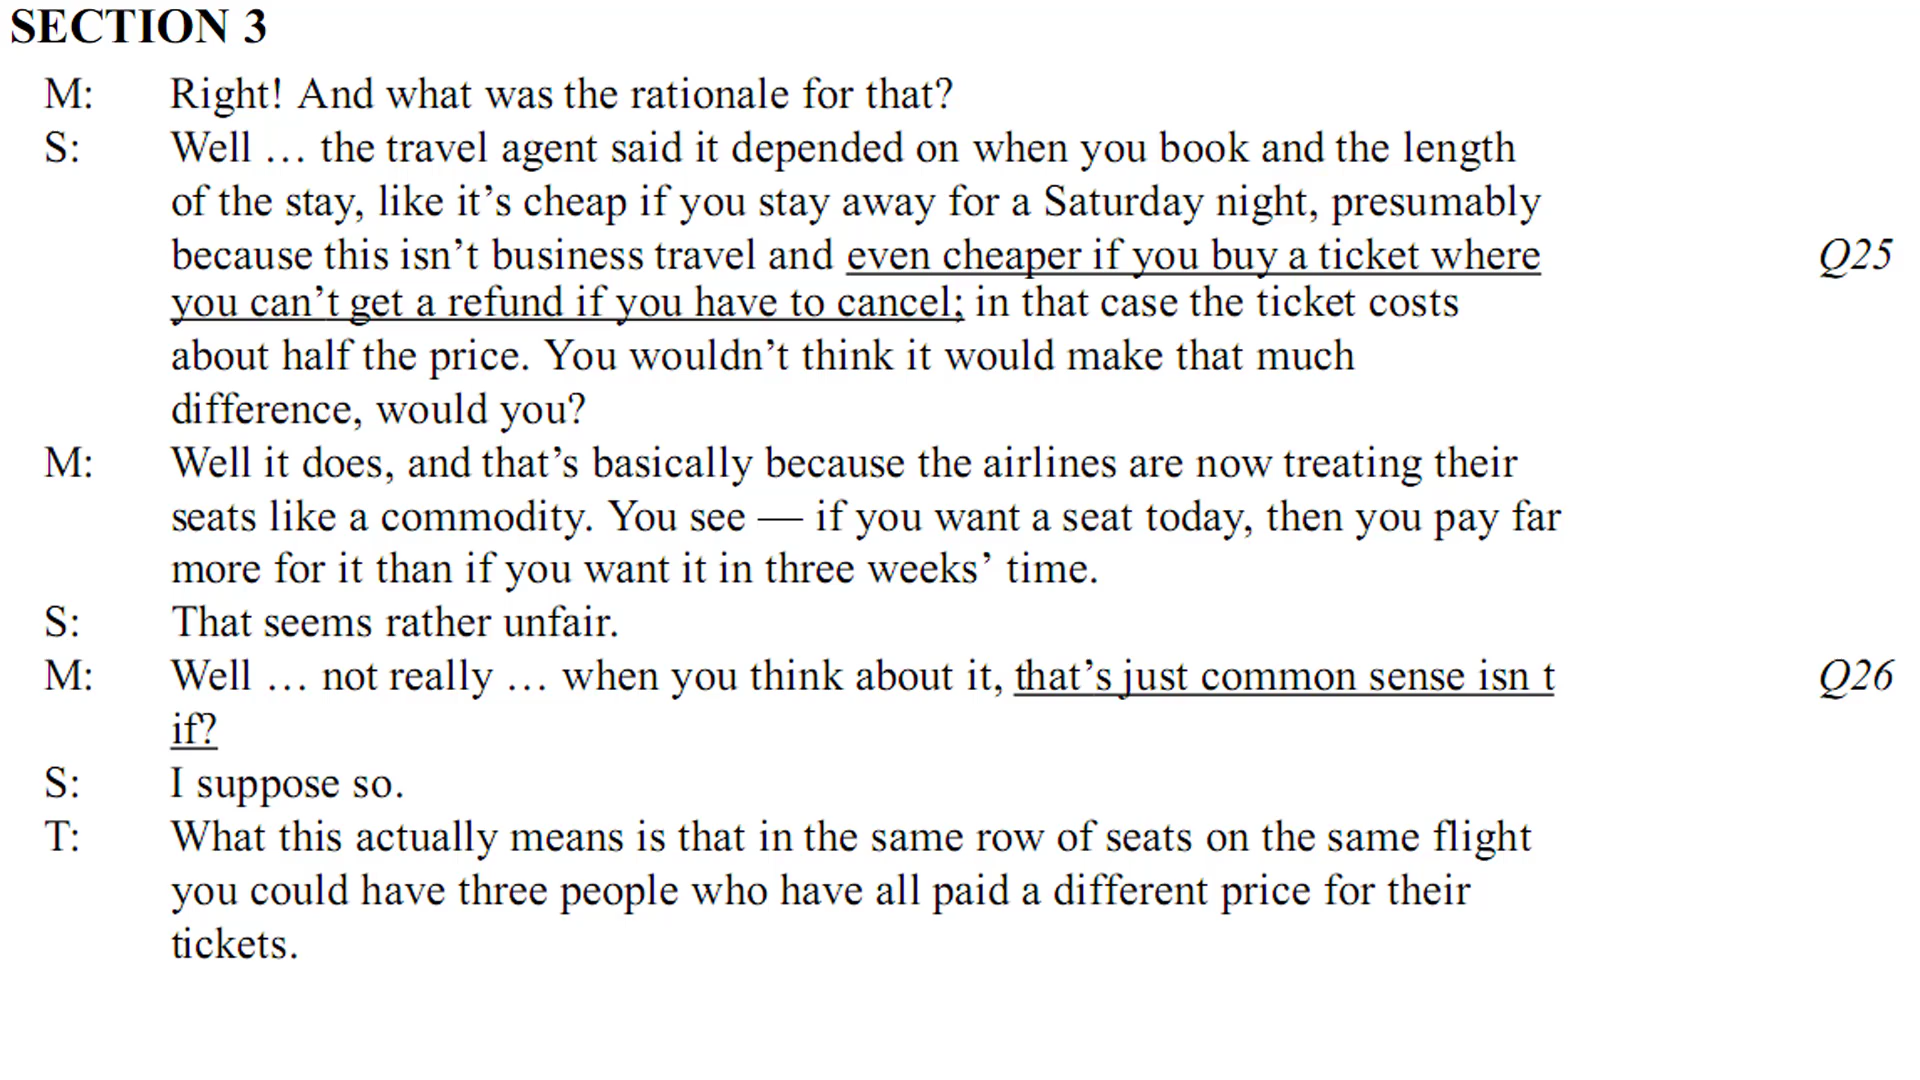 SECTION 3
M: Right! And what was the rationale for that?
S: Well … the travel agent said it depended on when you book and the length
of the stay, like it’s cheap if you stay away for a Saturday night, presumably
because this isn’t business travel and even cheaper if you buy a ticket where Q25
you can’t get a refund if you have to cancel; in that case the ticket costs
about half the price. You wouldn’t think it would make that much
difference, would you?
M: Well it does, and that’s basically because the airlines are now treating their
seats like a commodity. You see — if you want a seat today, then you pay far
more for it than if you want it in three weeks’ time.
S: That seems rather unfair.
M: Well … not really … when you think about it, that’s just common sense isn t Q26
if?
S: I suppose so.
T: What this actually means is that in the same row of seats on the same flight
you could have three people who have all paid a different price for their
tickets.